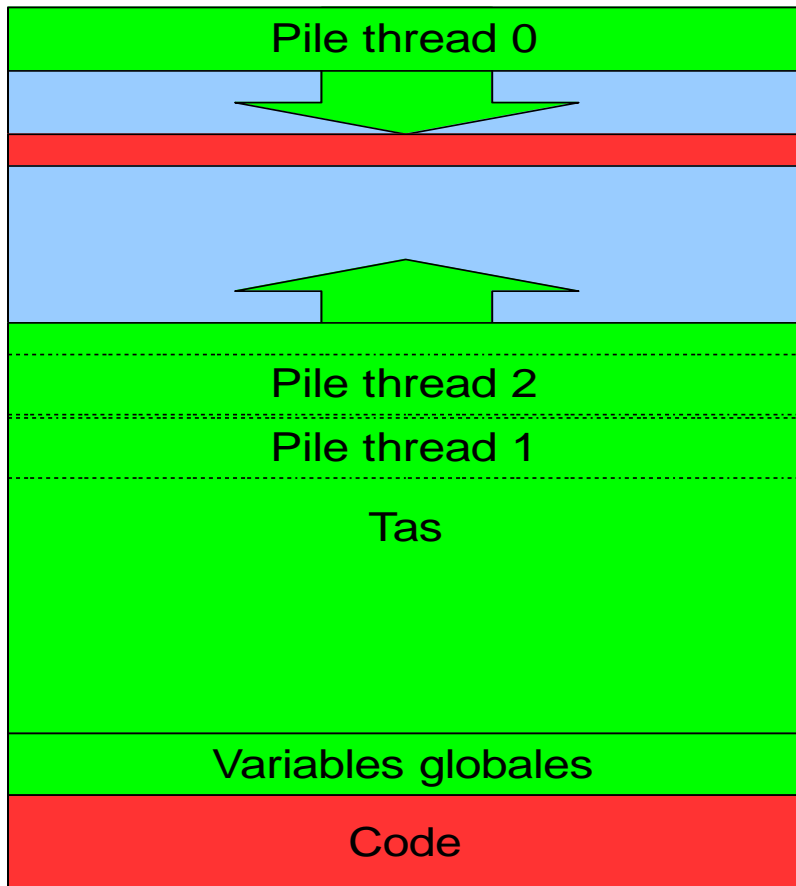 Pile thread 0
Pile thread 2
Pile thread 1
Tas
Variables globales
Code